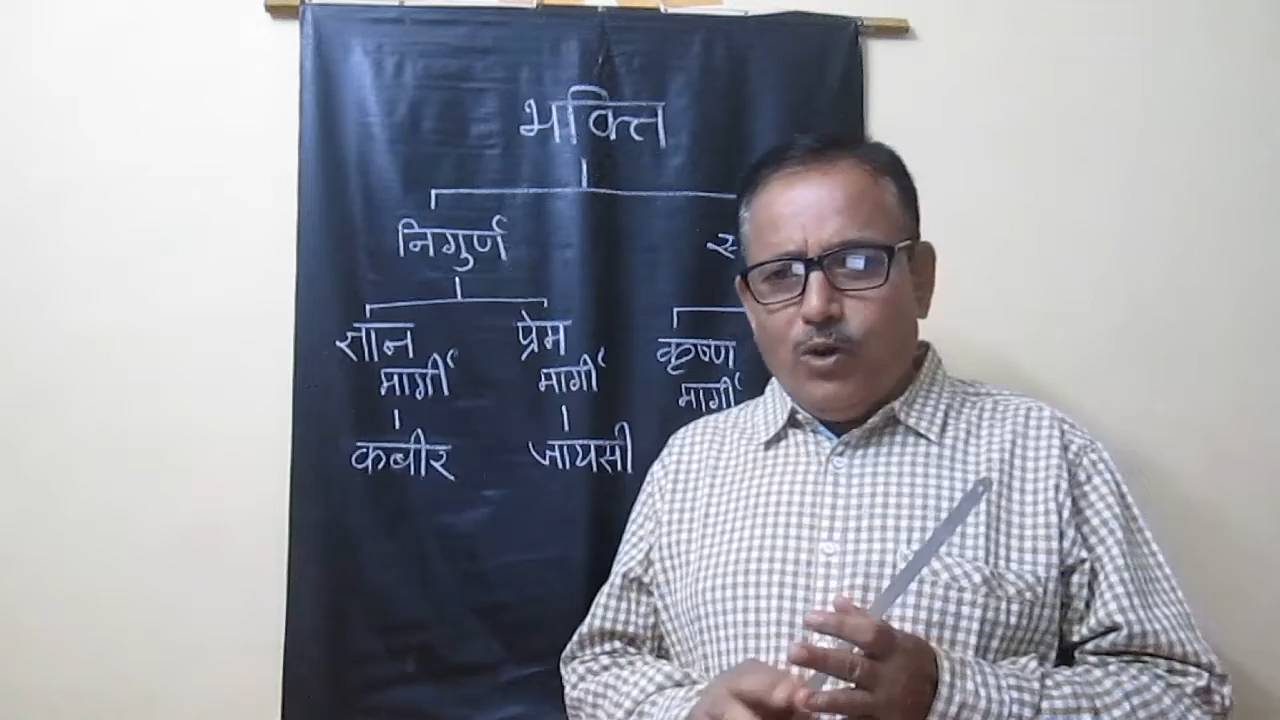 भक्ति
निगुर्ण
ज्ञान प्रेम कृष्ण
मार्गी मार्गी मार्गी
कबीर जायसी